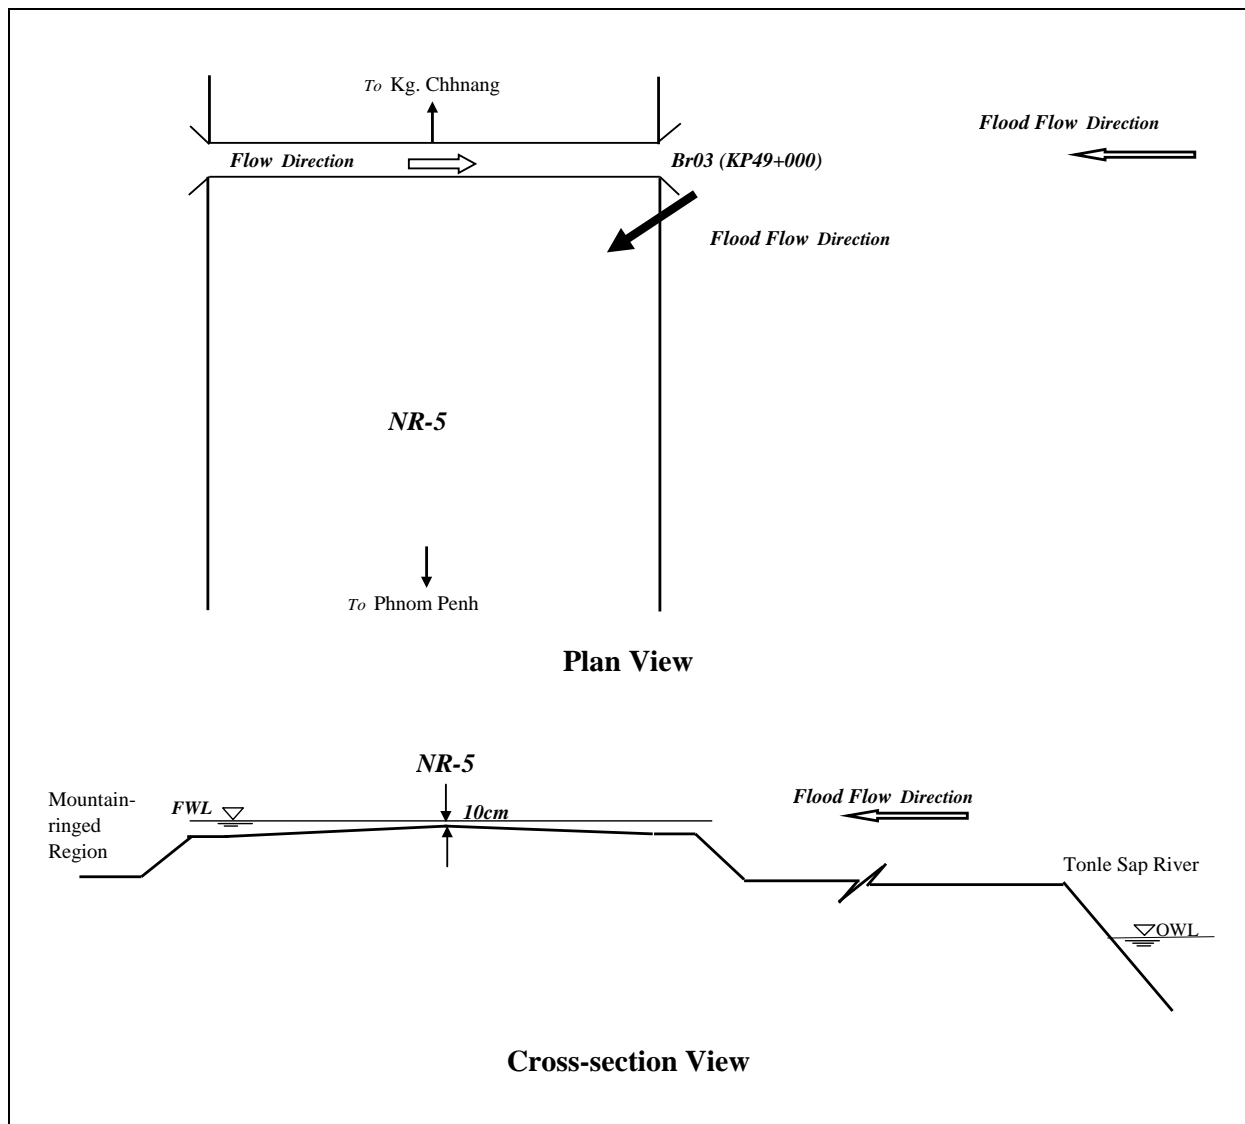 To Kg. Chhnang
Flood Flow Direction
Flow Direction
Br03 (KP49+000)
Flood Flow Direction
NR-5
To Phnom Penh
Plan View
NR-5
Mountain-
ringed
Region
FWL
10cm
Flood Flow Direction
Tonle Sap River
OWL
Cross-section View